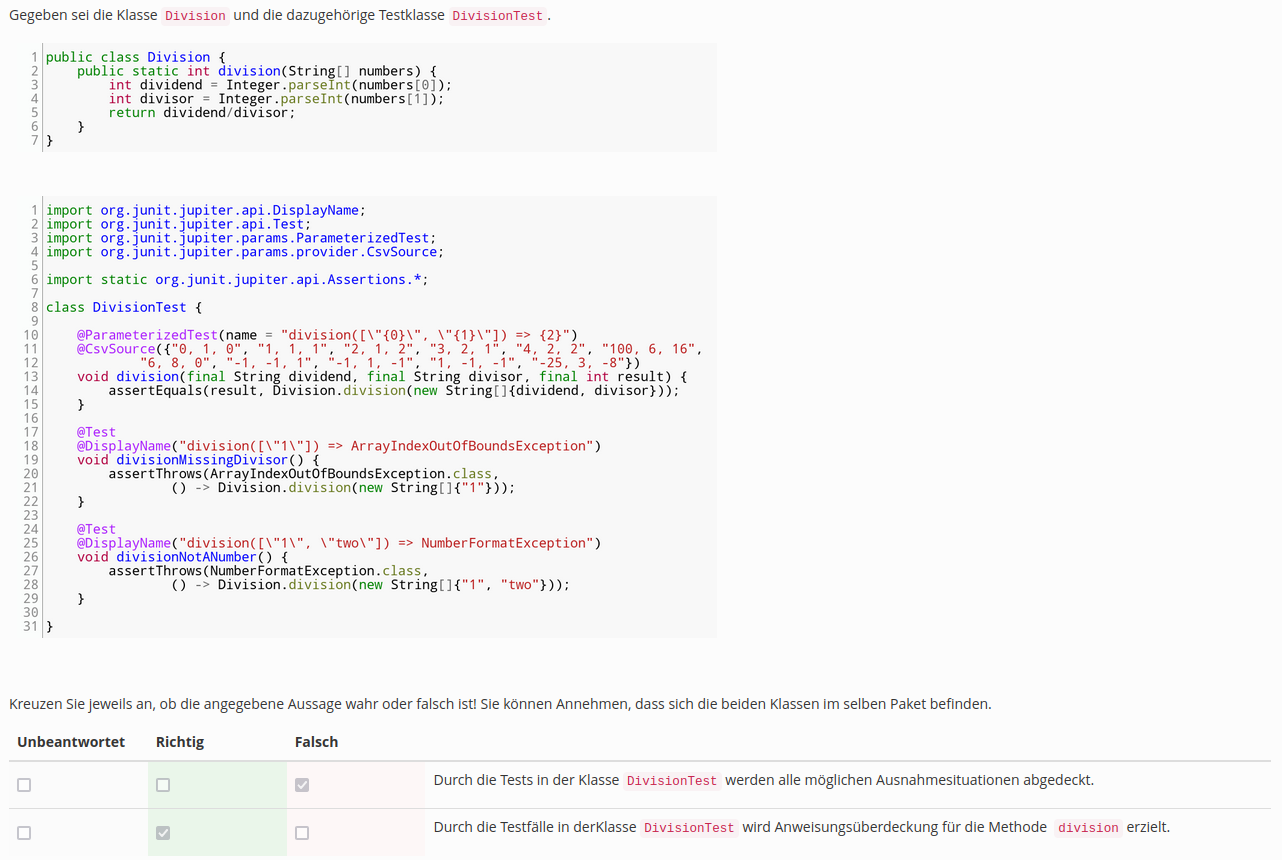 Gegeben sei die Klasse Division und die dazugehörige Testklasse DivisionTest .
1 public class Division {
2     public static int division(String[] numbers) {
3         int dividend = Integer.parseInt(numbers[0]);
4         int divisor = Integer.parseInt(numbers[1]);
5         return dividend/divisor;
6     }
7 }
1 import org.junit.jupiter.api.DisplayName;
2 import org.junit.jupiter.api.Test;
3 import org.junit.jupiter.params.ParameterizedTest;
4 import org.junit.jupiter.params.provider.CsvSource;
5
6 import static org.junit.jupiter.api.Assertions.*;
7
8 class DivisionTest {
9
10     @ParameterizedTest(name = "division([\"{0}\", \"{1}\"]) => {2}")
11     @CsvSource({"0, 1, 0", "1, 1, 1", "2, 1, 2", "3, 2, 1", "4, 2, 2", "100, 6, 16",
12             "6, 8, 0", "-1, -1, 1", "-1, 1, -1", "1, -1, -1", "-25, 3, -8"})
13     void division(final String dividend, final String divisor, final int result) {
14         assertEquals(result, Division.division(new String[]{dividend, divisor}));
15     }
16
17     @Test
18     @DisplayName("division([\"1\"]) => ArrayIndexOutOfBoundsException")
19     void divisionMissingDivisor() {
20         assertThrows(ArrayIndexOutOfBoundsException.class,
21                 () -> Division.division(new String[]{"1"}));
22     }
23
24     @Test
25     @DisplayName("division([\"1\", \"two\"]) => NumberFormatException")
26     void divisionNotANumber() {
27         assertThrows(NumberFormatException.class,
28                 () -> Division.division(new String[]{"1", "two"}));
29     }
30
31 }
Kreuzen Sie jeweils an, ob die angegebene Aussage wahr oder falsch ist! Sie können Annehmen, dass sich die beiden Klassen im selben Paket befinden.
Unbeantwortet Richtig Falsch
Durch die Tests in der Klasse DivisionTest werden alle möglichen Ausnahmesituationen abgedeckt.
Durch die Testfälle in derKlasse DivisionTest wird Anweisungsüberdeckung für die Methode division erzielt.